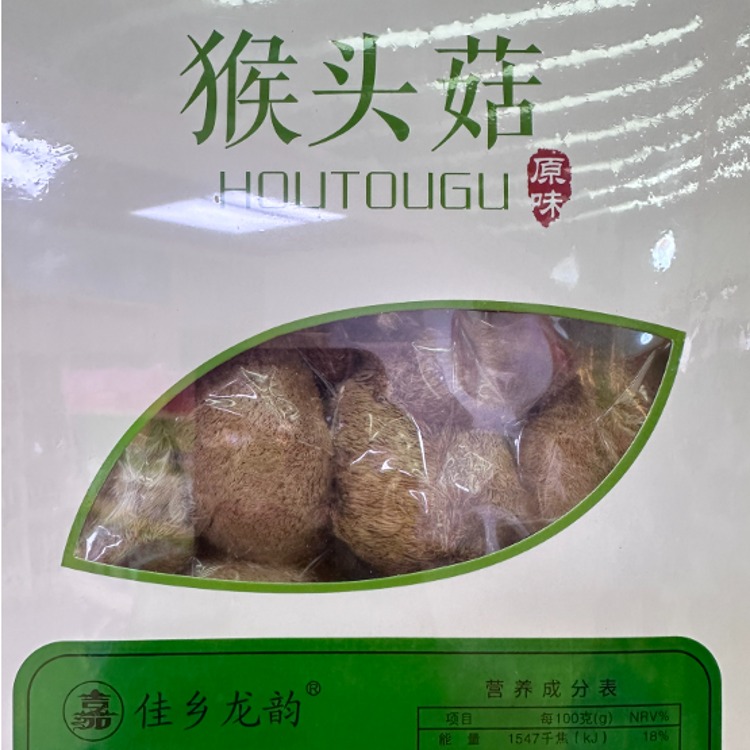 猴头菇
HOUTOUGU
原味
嘉 佳乡龙韵®
营养成分表
项目 每100克(g) NRV%
能量 1547千焦(kJ) 18%